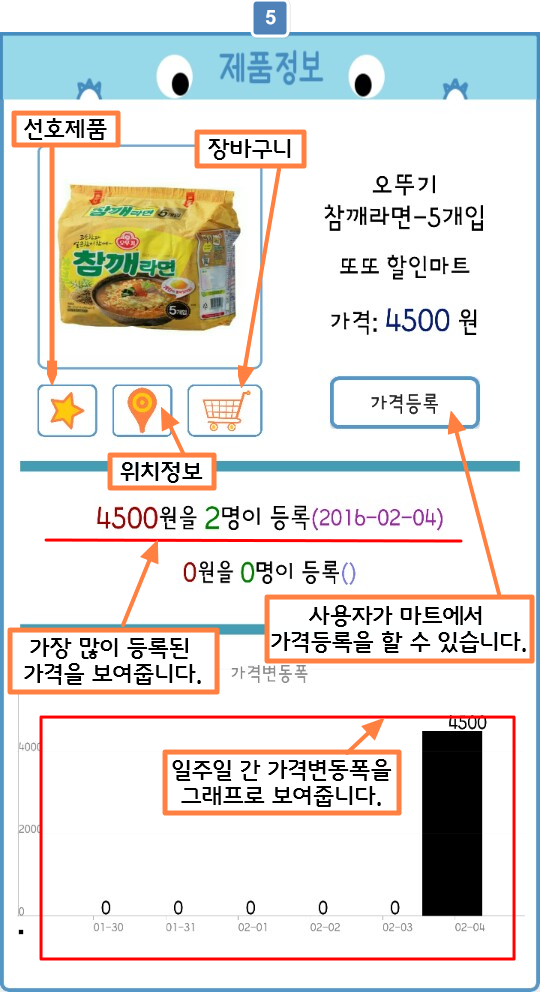 5
제품정보
선호제품
장바구니
오뚜기
참깨라면-5개입
또또 할인마트
가격: 4500 원
참깨라면
오뚜기
참깨라면
5개입
가격등록
위치정보
4500원을 2명이 등록(2016-02-04)
0원을 0명이 등록()
사용자가 마트에서
가격등록을 할 수 있습니다.
가장 많이 등록된
가격을 보여줍니다.
가격변동폭
4500
4000
일주일 간 가격변동폭을
그래프로 보여줍니다.
2000
0
0 0 0 0 0
01-30 01-31 02-01 02-02 02-03 02-04